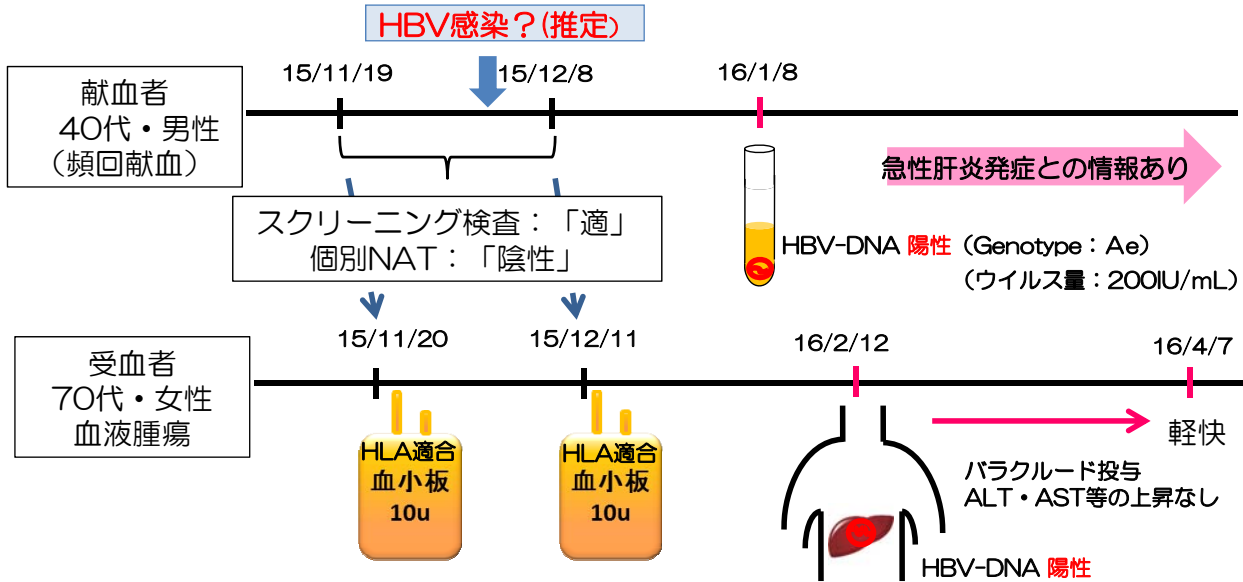 HBV感染？(推定)
15/11/19
15/12/8
16/1/8
献血者
40代・男性
（頻回献血）
急性肝炎発症との情報あり
スクリーニング検査：「適」
個別NAT：「陰性」
HBV-DNA 陽性（Genotype：Ae）
（ウイルス量：200IU/mL）
15/11/20
15/12/11
16/2/12
16/4/7
受血者
70代・女性
血液腫瘍
HLA適合
血小板
10u
HLA適合
血小板
10u
軽快
バラクルード投与
ALT・AST等の上昇なし
HBV-DNA 陽性